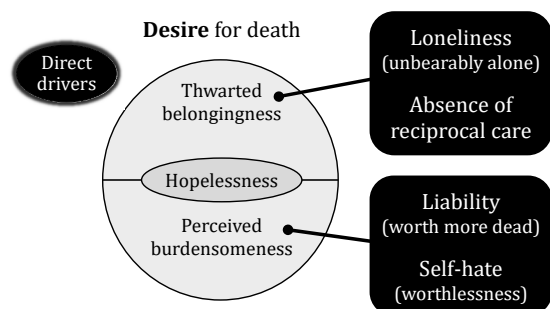 Desire for death
Direct
drivers
Thwarted
belongingness
Hopelessness
Perceived
burdensomeness
Loneliness
(unbearably alone)
Absence of
reciprocal care
Liability
(worth more dead)
Self-hate
(worthlessness)